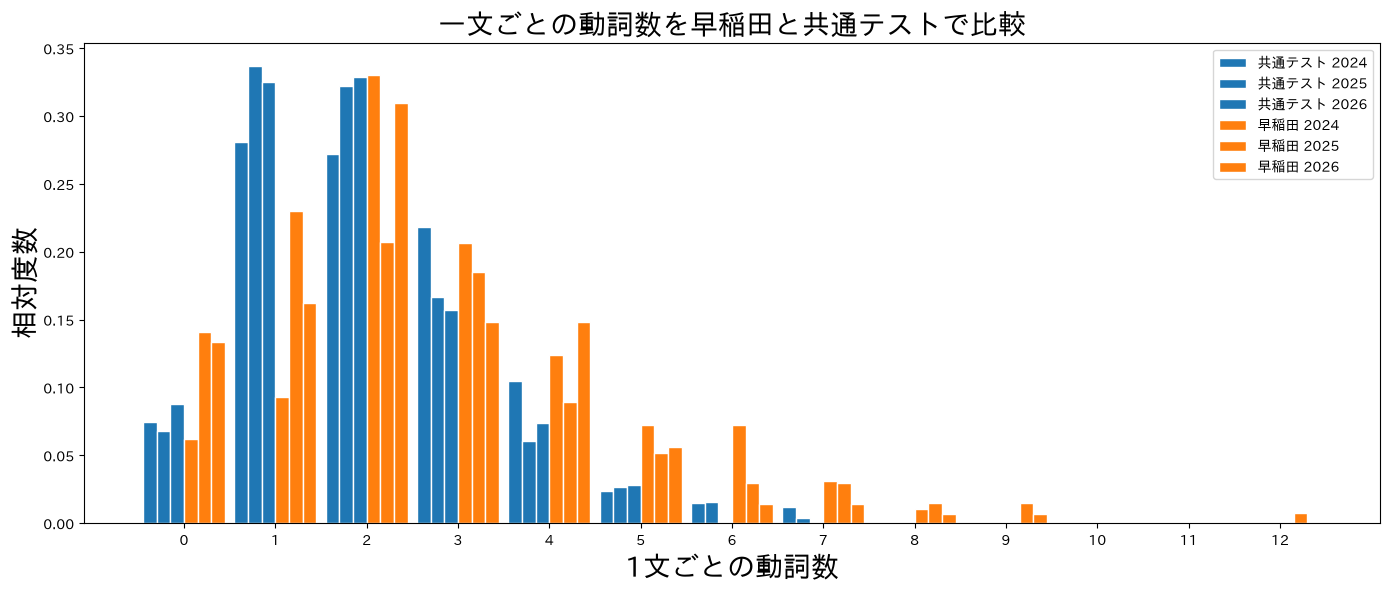 一文ごとの動詞数を早稲田と共通テストで比較
共通テスト 2024
共通テスト 2025
共通テスト 2026
早稲田 2024
早稲田 2025
早稲田 2026
相対度数
0.35
0.30
0.25
0.20
0.15
0.10
0.05
0.00
0 1 2 3 4 5 6 7 8 9 10 11 12
1文ごとの動詞数